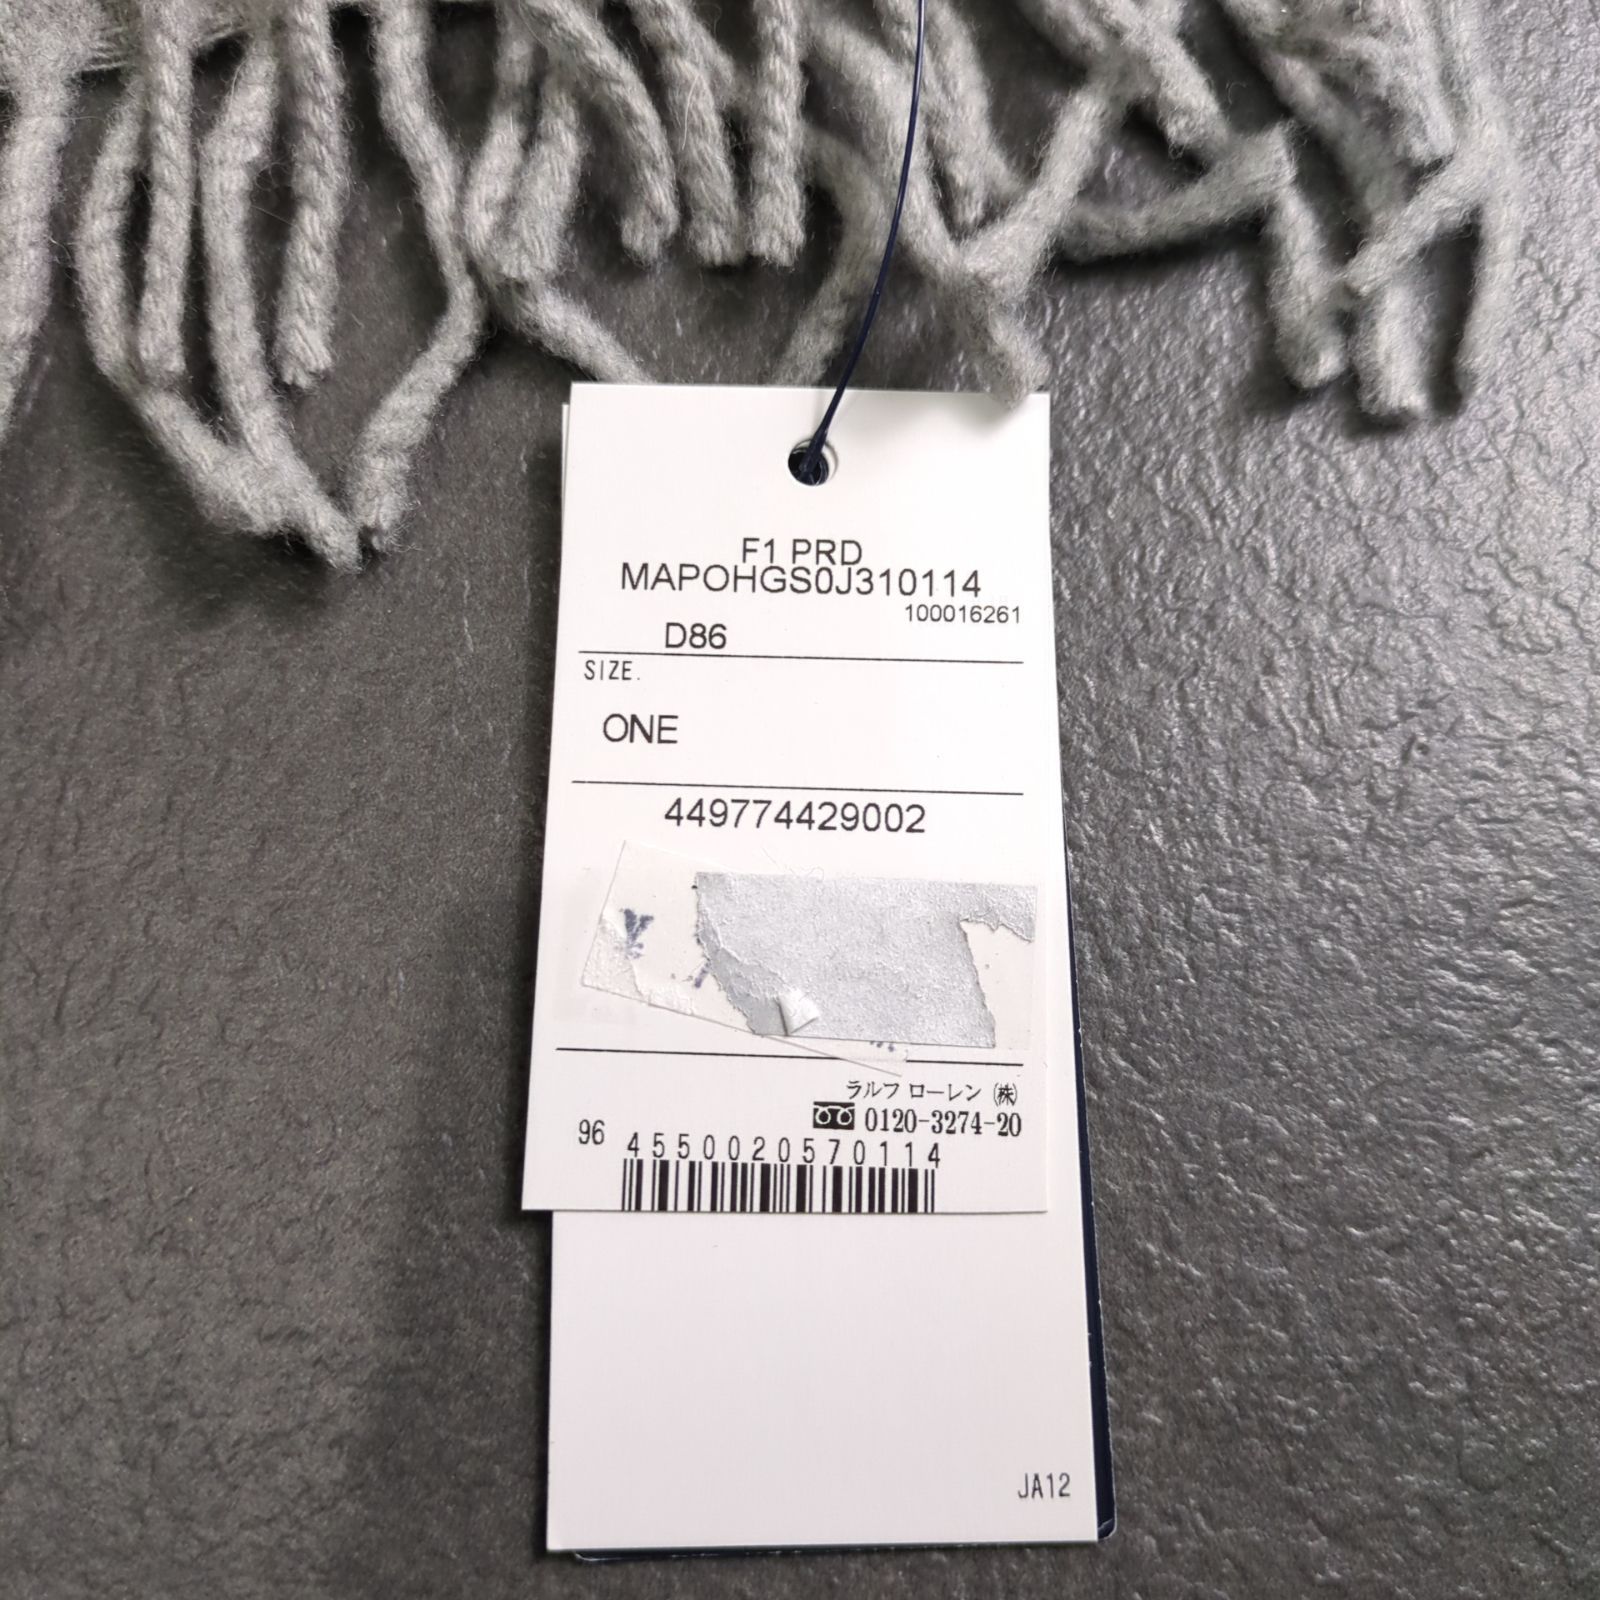 F1 PRD
MAPOHGS0J310114
100016261
D86
SIZE.
ONE
449774429002
ラルフ ローレン ㈱
0120-3274-20
96
4550020570114
JA12